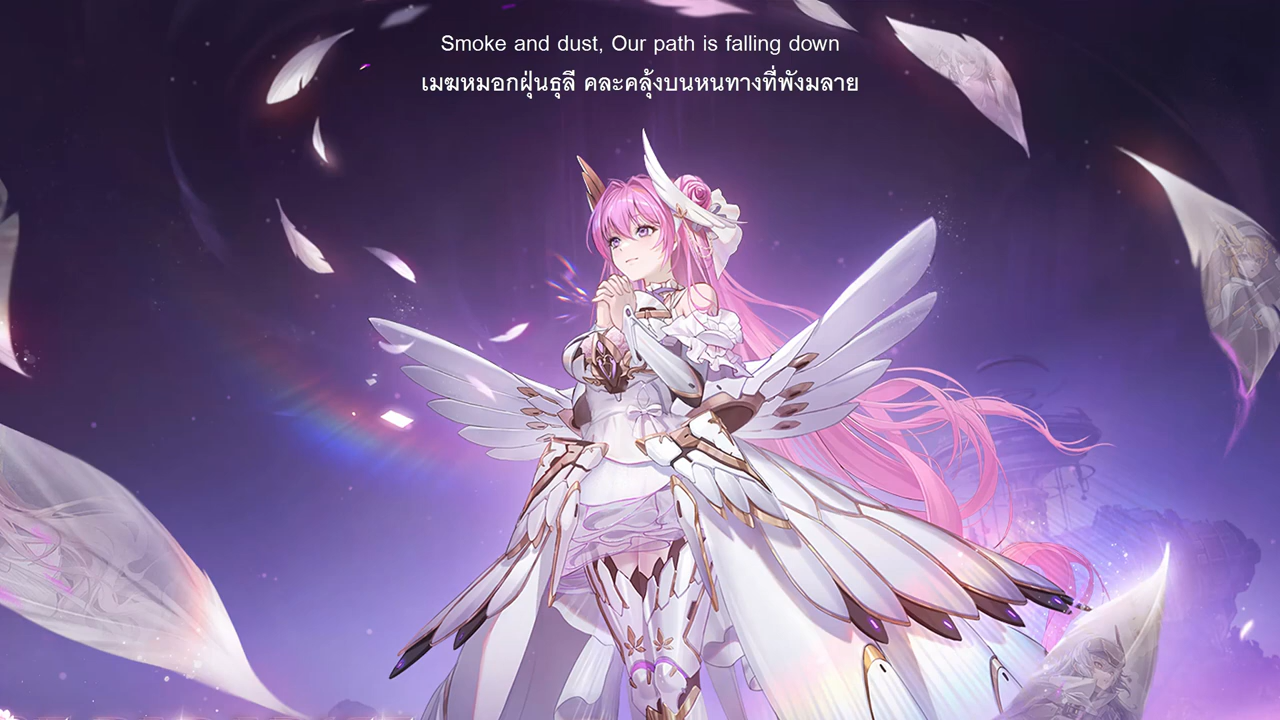 Smoke and dust, Our path is falling down
เมฆหมอกฝุ่นธุลี คละคลุ้งบนหนทางที่พังมลาย